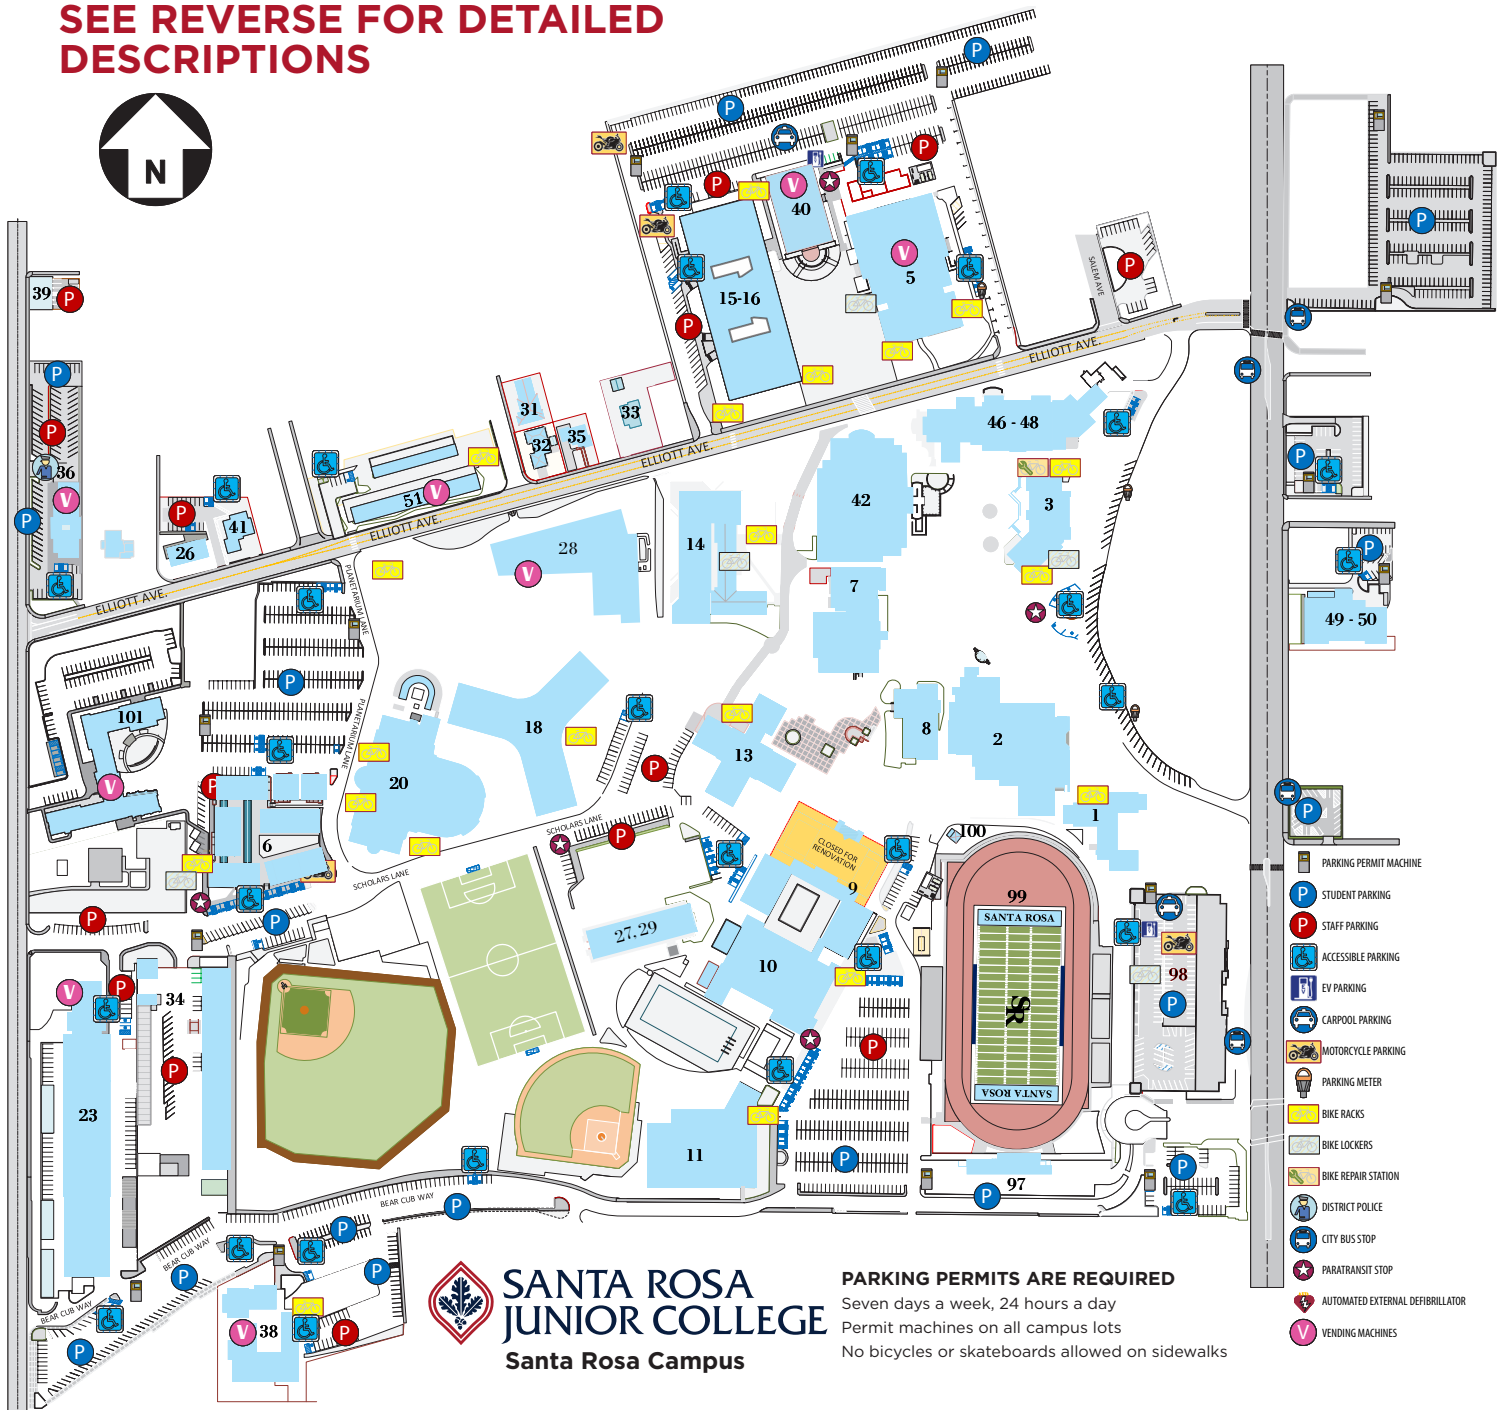 SEE REVERSE FOR DETAILED
DESCRIPTIONS
N
39
P
P
P
36
V
P
P
P
P
V
40
V
5
15-16
P
SALEM AVE
P
P
ELLIOTT AVE.
31
32
35
33
ELLIOTT AVE.
46 - 48
P
51
V
ELLIOTT AVE.
P
41
26
ELLIOTT AVE.
28
V
14
42
3
7
P
49 - 50
PLANETARIUM LANE
P
101
V
PLANETARIUM LANE
18
20
P
13
8
2
1
P
P
6
SCHOLARS LANE
P
SCHOLARS LANE
CLOSED FOR
RENOVATION
9
100
99
SANTA ROSA
P
P
27, 29
10
98
P
SR
V
P
34
P
23
P
SANTA ROSA
11
P
97
P
P
BEAR CUB WAY
P
BEAR CUB WAY
P
P
P
BEAR CUB WAY
P
V
38
P
PARKING PERMIT MACHINE
P STUDENT PARKING
P STAFF PARKING
ACCESSIBLE PARKING
EV PARKING
CARPOOL PARKING
MOTORCYCLE PARKING
PARKING METER
BIKE RACKS
BIKE LOCKERS
BIKE REPAIR STATION
DISTRICT POLICE
CITY BUS STOP
PARATRANSIT STOP
AUTOMATED EXTERNAL DEFIBRILLATOR
V VENDING MACHINES
SANTA ROSA
JUNIOR COLLEGE
Santa Rosa Campus
PARKING PERMITS ARE REQUIRED
Seven days a week, 24 hours a day
Permit machines on all campus lots
No bicycles or skateboards allowed on sidewalks